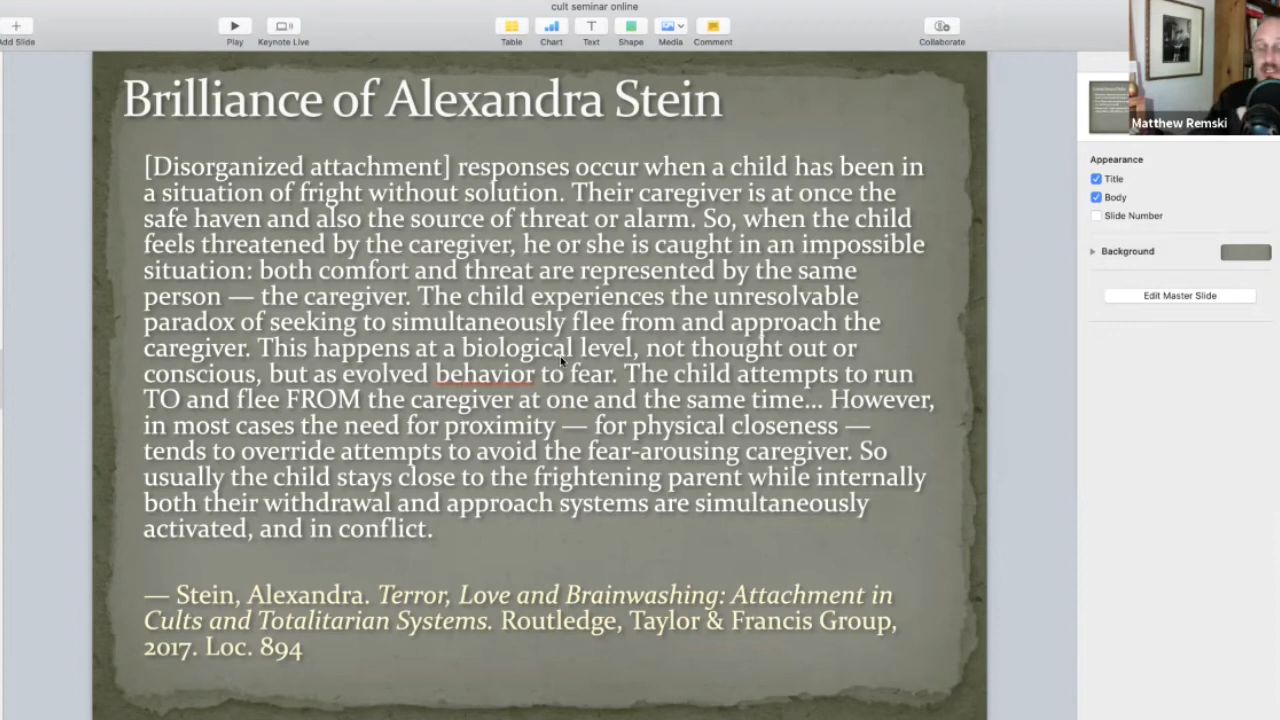 cult seminar online
Add Slide
Play
Keynote Live
Table
Chart
Text
Shape
Media
Comment
Collaborate
Brilliance of Alexandra Stein
[Disorganized attachment] responses occur when a child has been in
a situation of fright without solution. Their caregiver is at once the
safe haven and also the source of threat or alarm. So, when the child
feels threatened by the caregiver, he or she is caught in an impossible
situation: both comfort and threat are represented by the same
person — the caregiver. The child experiences the unresolvable
paradox of seeking to simultaneously flee from and approach the
caregiver. This happens at a biological level, not thought out or
conscious, but as evolved behavior to fear. The child attempts to run
TO and flee FROM the caregiver at one and the same time... However,
in most cases the need for proximity — for physical closeness —
tends to override attempts to avoid the fear-arousing caregiver. So
usually the child stays close to the frightening parent while internally
both their withdrawal and approach systems are simultaneously
activated, and in conflict.
— Stein, Alexandra. Terror, Love and Brainwashing: Attachment in
Cults and Totalitarian Systems. Routledge, Taylor & Francis Group,
2017. Loc. 894
Matthew Remski
Appearance
Title
Body
Slide Number
Background
Edit Master Slide